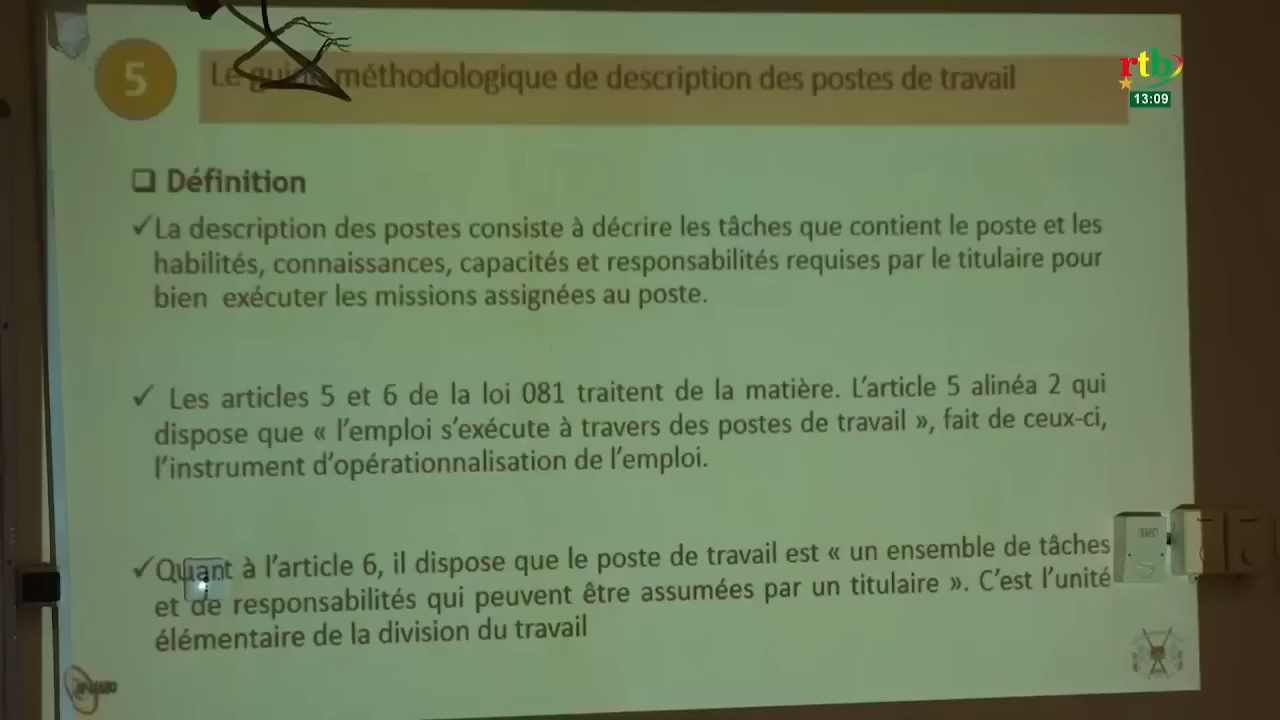 5
Le guide méthodologique de description des postes de travail
rtb
13:09
❑ Définition
✓La description des postes consiste à décrire les tâches que contient le poste et les
habilités, connaissances, capacités et responsabilités requises par le titulaire pour
bien exécuter les missions assignées au poste.
✓ Les articles 5 et 6 de la loi 081 traitent de la matière. L’article 5 alinéa 2 qui
dispose que « l’emploi s’exécute à travers des postes de travail », fait de ceux-ci,
l’instrument d’opérationnalisation de l’emploi.
✓Quant à l’article 6, il dispose que le poste de travail est « un ensemble de tâches
et de responsabilités qui peuvent être assumées par un titulaire ». C’est l’unité
élémentaire de la division du travail